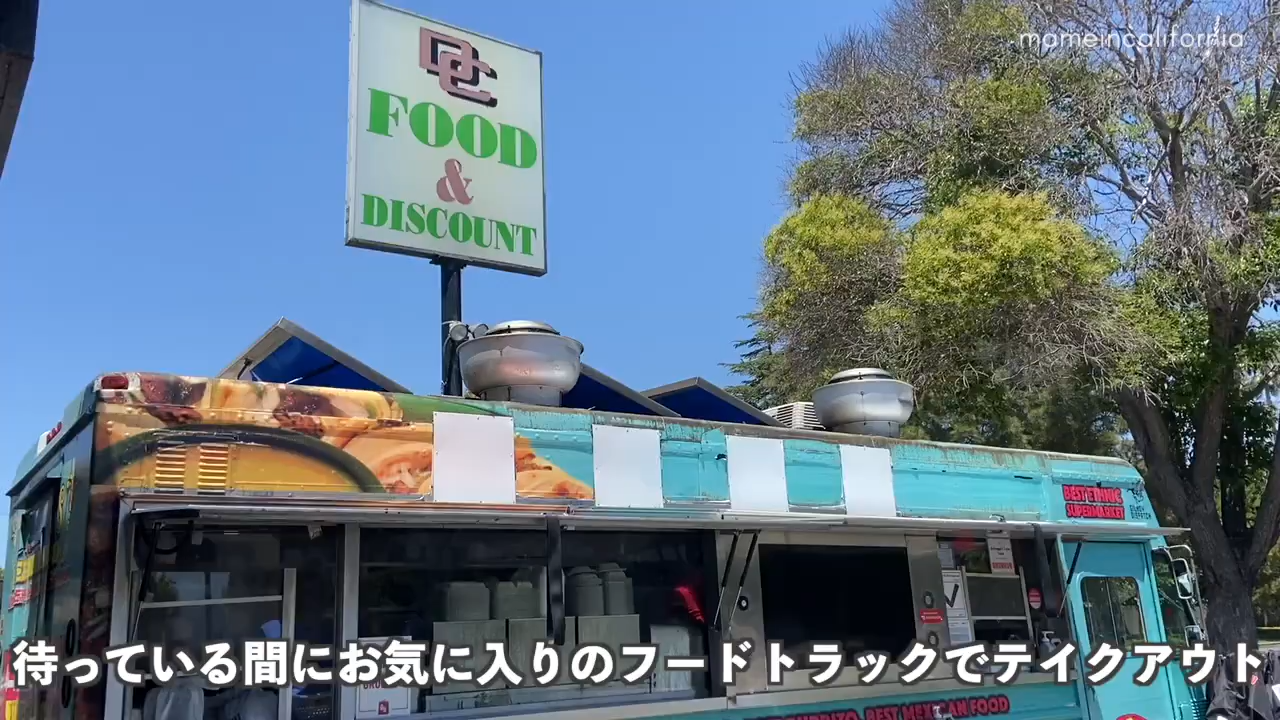 mameincalifornia
DC
FOOD
&
DISCOUNT
BEST ETHNIC
SUPERMARKET
BEST MEXICAN FOOD
待っている間にお気に入りのフードトラックでテイクアウト